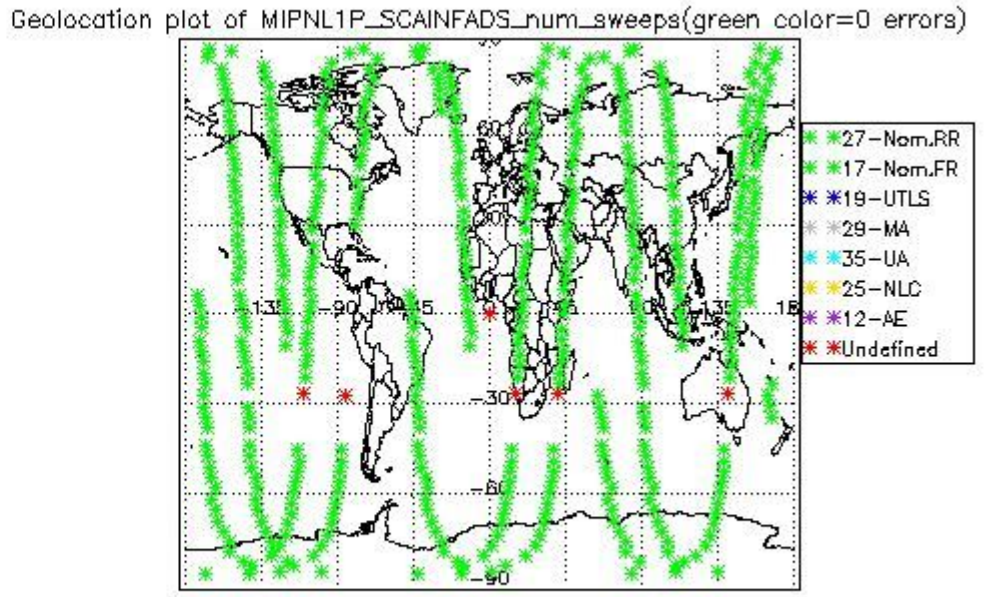 Geolocation plot of MIPNL1P_SCAINFADS_num_sweeps(green color=0 errors)
27-Nom.RR
17-Nom.FR
19-UTLS
29-MA
35-UA
25-NLC
12-AE
Undefined
60
-135
-90
-45
135
-30
-60
-90